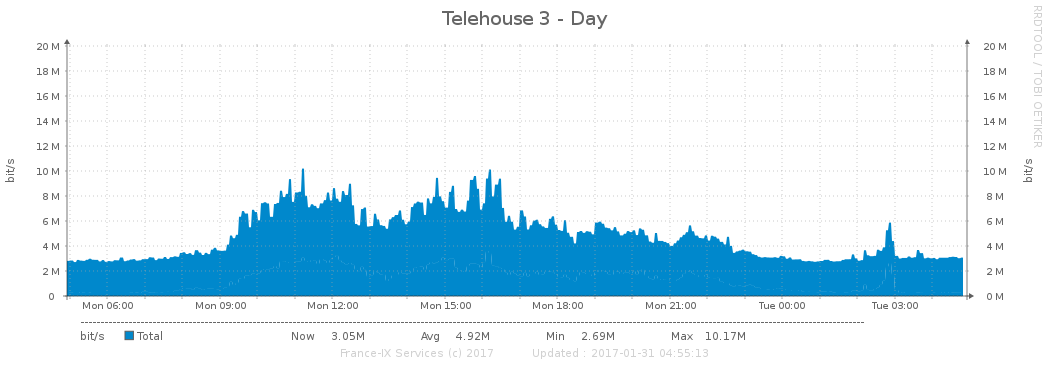 Telehouse 3 - Day
RRDTOOL / TOBI OETIKER
bit/s
20 M 20 M
18 M 18 M
16 M 16 M
14 M 14 M
12 M 12 M
10 M 10 M
8 M 8 M
6 M 6 M
4 M 4 M
2 M 2 M
0 0 M
bit/s
Mon 06:00 Mon 09:00 Mon 12:00 Mon 15:00 Mon 18:00 Mon 21:00 Tue 00:00 Tue 03:00
bit/s Total Now 3.05M Avg 4.92M Min 2.69M Max 10.17M
France-IX Services (c) 2017 Updated : 2017-01-31 04:55:13